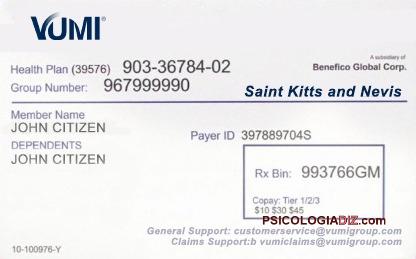 VUMI®
A subsidiary of
Benefico Global Corp.
Health Plan (39576) 903-36784-02
Group Number: 967999990
Saint Kitts and Nevis
Member Name
JOHN CITIZEN
Payer ID 397889704S
DEPENDENTS
JOHN CITIZEN
Rx Bin: 993766GM
Copay: Tier 1/2/3
$10 $30 $45
PSICOLOGIADIZ.com
General Support: customerservice@vumigroup.com
Claims Support:b vumiclaims@vumigroup.com
10-100976-Y